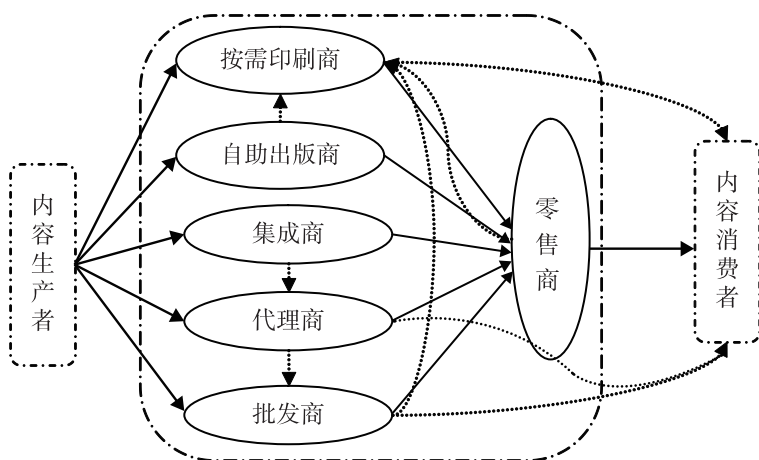 内容生产者
按需印刷商
自助出版商
集成商
代理商
批发商
零售商
内容消费者